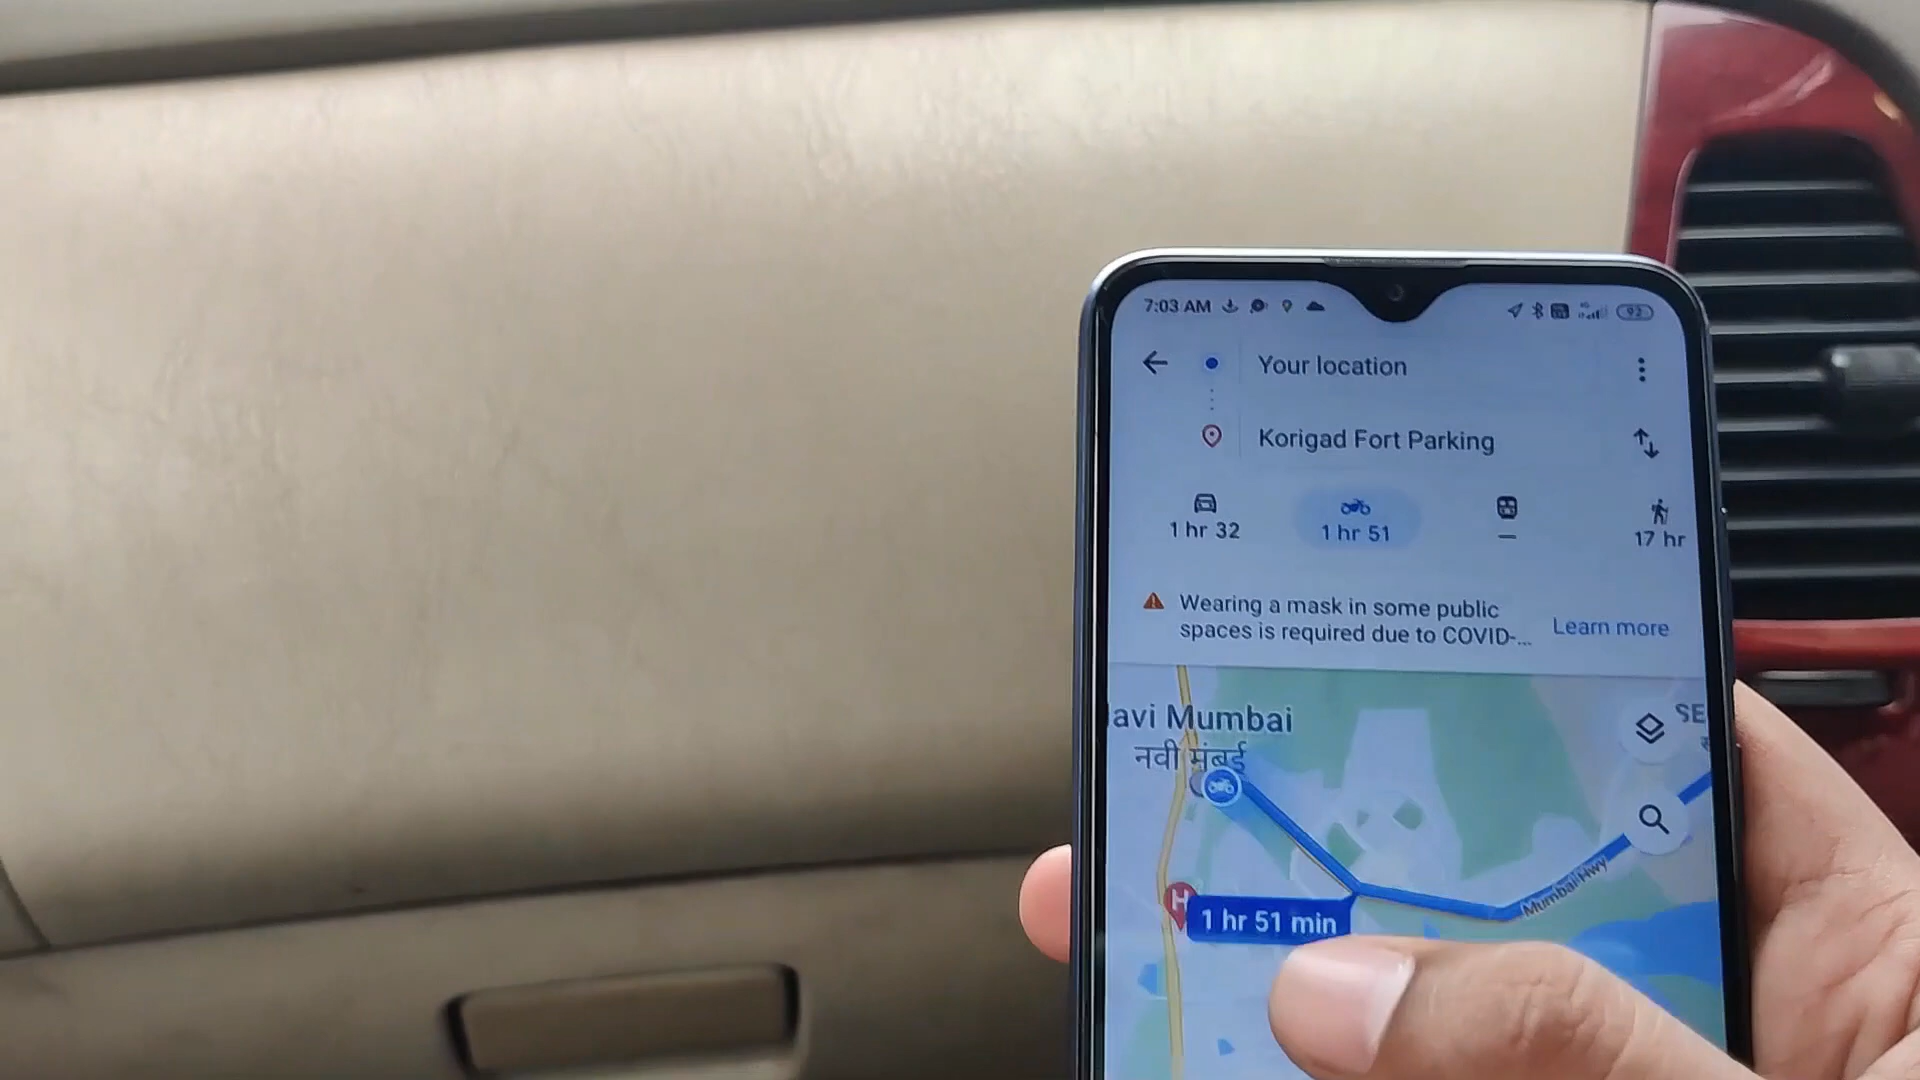 7:03 AM
92
Your location
Korigad Fort Parking
1 hr 32
1 hr 51
—
17 hr
Wearing a mask in some public
spaces is required due to COVID-...
Learn more
avi Mumbai
नवी मुंबई
SE
Mumbai Hwy
H
1 hr 51 min